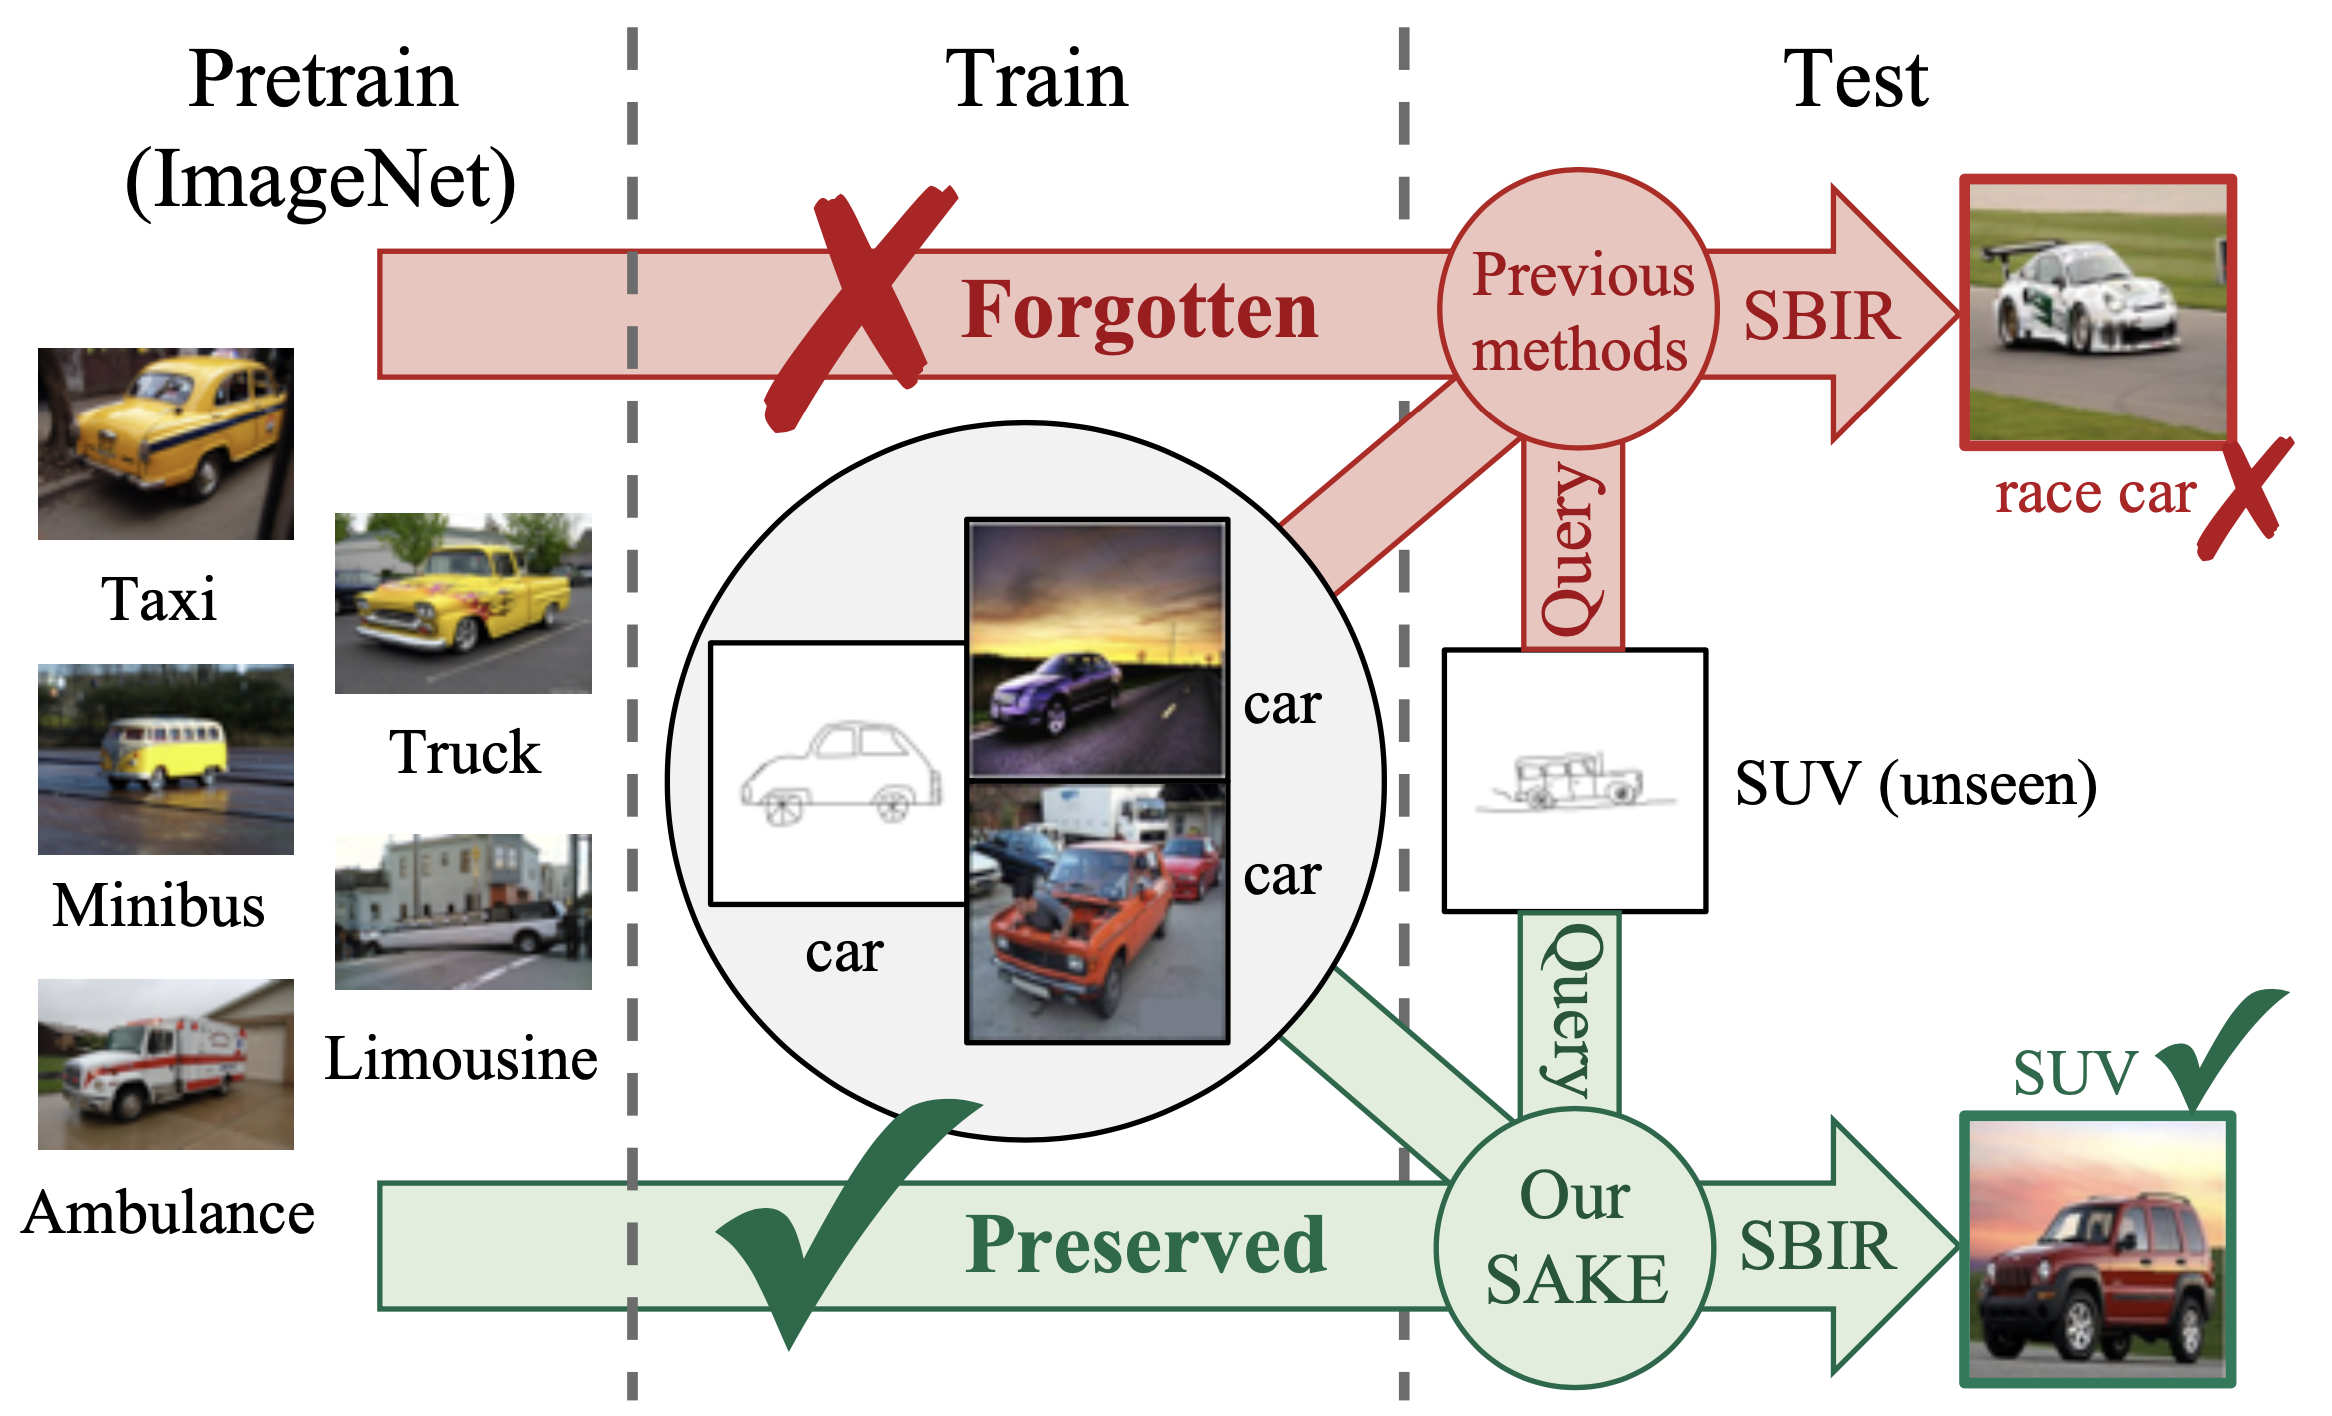 Pretrain
(ImageNet)
Train
Test
Forgotten
Previous
methods
SBIR
race car
Query
Taxi
Truck
Minibus
Limousine
Ambulance
car
car
car
SUV (unseen)
Query
SUV
Preserved
Our
SAKE
SBIR